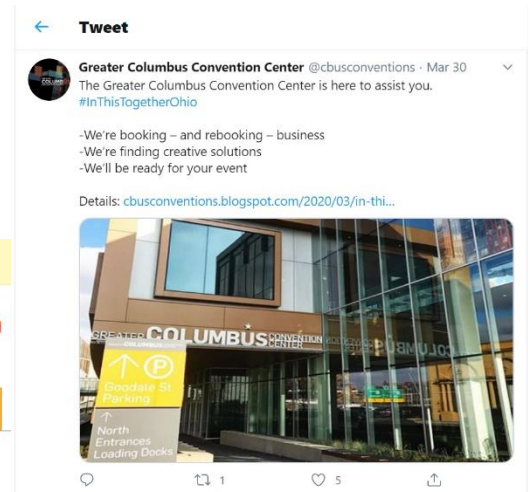 Tweet
Greater Columbus Convention Center @cbusconventions · Mar 30
The Greater Columbus Convention Center is here to assist you.
#InThisTogetherOhio
-We're booking – and rebooking – business
-We're finding creative solutions
-We'll be ready for your event
Details: cbusconventions.blogspot.com/2020/03/in-thi...
GREATER COLUMBUS CONVENTION
CENTER
P
Goodale St
Parking
North
Entrances
Loading Docks
1
5